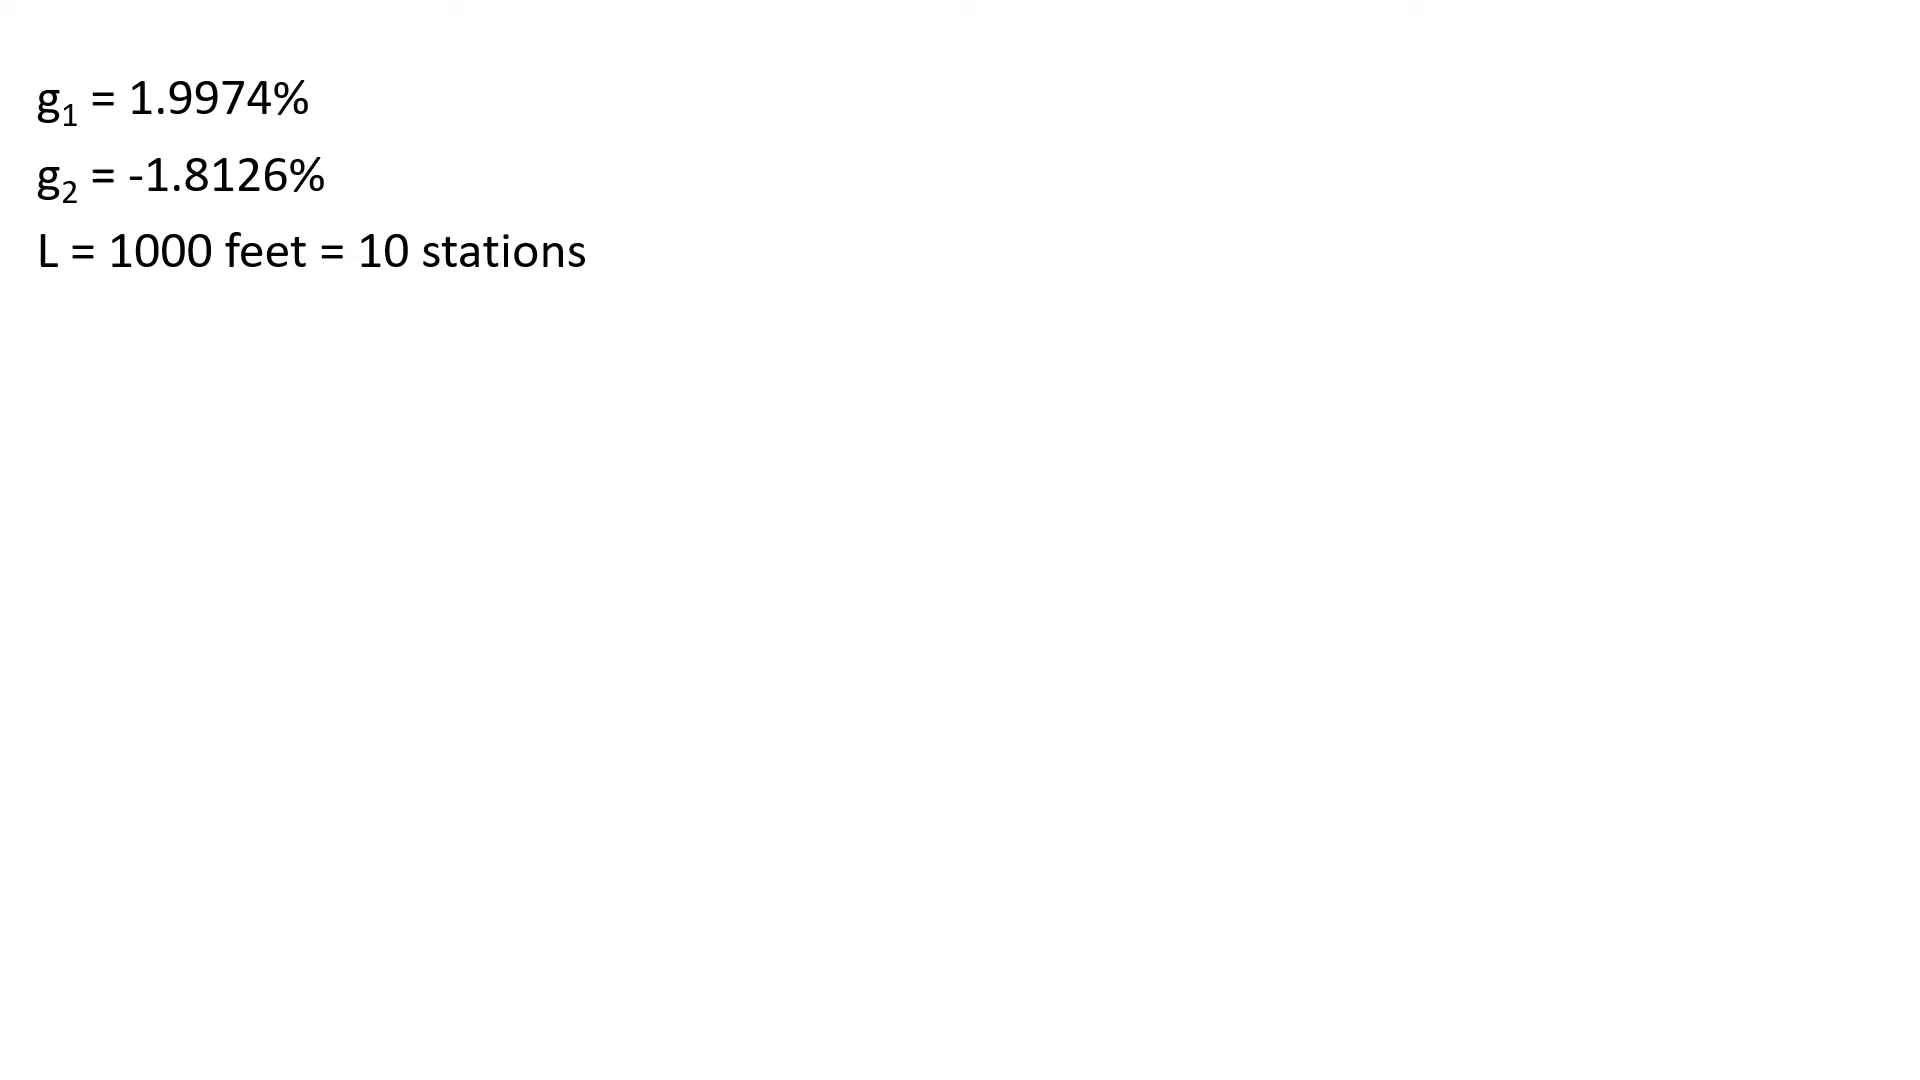 g₁ = 1.9974%
g₂ = -1.8126%
L = 1000 feet = 10 stations